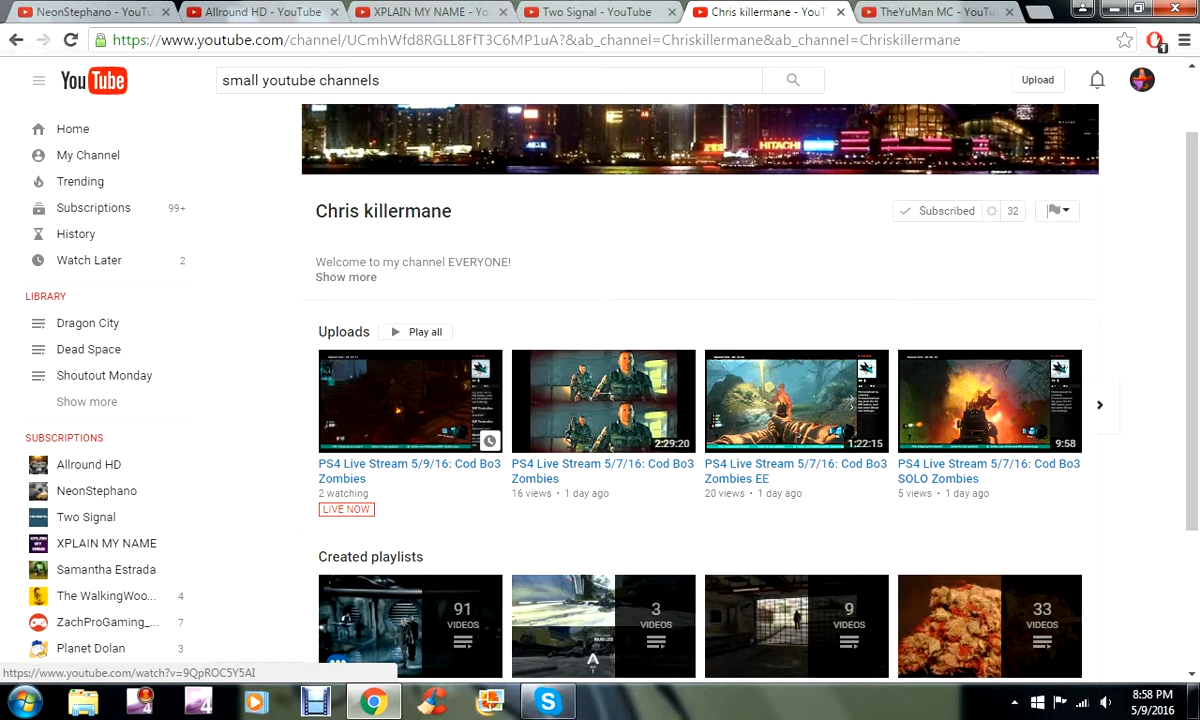 NeonStephano - YouTu
Allround HD - YouTube
XPLAIN MY NAME - Yo
Two Signal - YouTube
Chris killermane - YouT
TheYuMan MC - YouTu
https://www.youtube.com/channel/UCmhWfd8RGLL8FfT3C6MP1uA?&ab_channel=Chriskillermane&ab_channel=Chriskillermane
1
YouTube
small youtube channels
Upload
HITACHI
Home
My Channel
Trending
Subscriptions 99+
History
Watch Later 2
LIBRARY
Dragon City
Dead Space
Shoutout Monday
Show more
SUBSCRIPTIONS
Allround HD
NeonStephano
Two Signal
XPLAIN MY NAME
Samantha Estrada
The WalkingWoo... 4
ZachProGaming_... 7
Planet Dolan 3
Chris killermane
Subscribed 32
Welcome to my channel EVERYONE!
Show more
Uploads Play all
2:29:20
1:22:15
9:58
PS4 Live Stream 5/9/16: Cod Bo3
Zombies
2 watching
LIVE NOW
PS4 Live Stream 5/7/16: Cod Bo3
Zombies
16 views • 1 day ago
PS4 Live Stream 5/7/16: Cod Bo3
Zombies EE
20 views • 1 day ago
PS4 Live Stream 5/7/16: Cod Bo3
SOLO Zombies
5 views • 1 day ago
Created playlists
91
VIDEOS
3
VIDEOS
9
VIDEOS
33
VIDEOS
https://www.youtube.com/watch?v=9QpROC5Y5AI
8:58 PM
5/9/2016